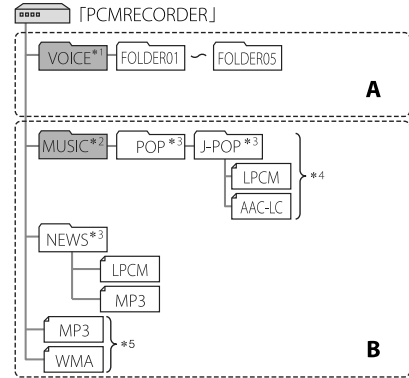 「PCMRECORDER」
VOICE*1 FOLDER01 ～ FOLDER05
A
MUSIC*2 POP*3 J-POP*3
LPCM *4
AAC-LC
NEWS*3
LPCM
MP3
MP3 *5
WMA
B